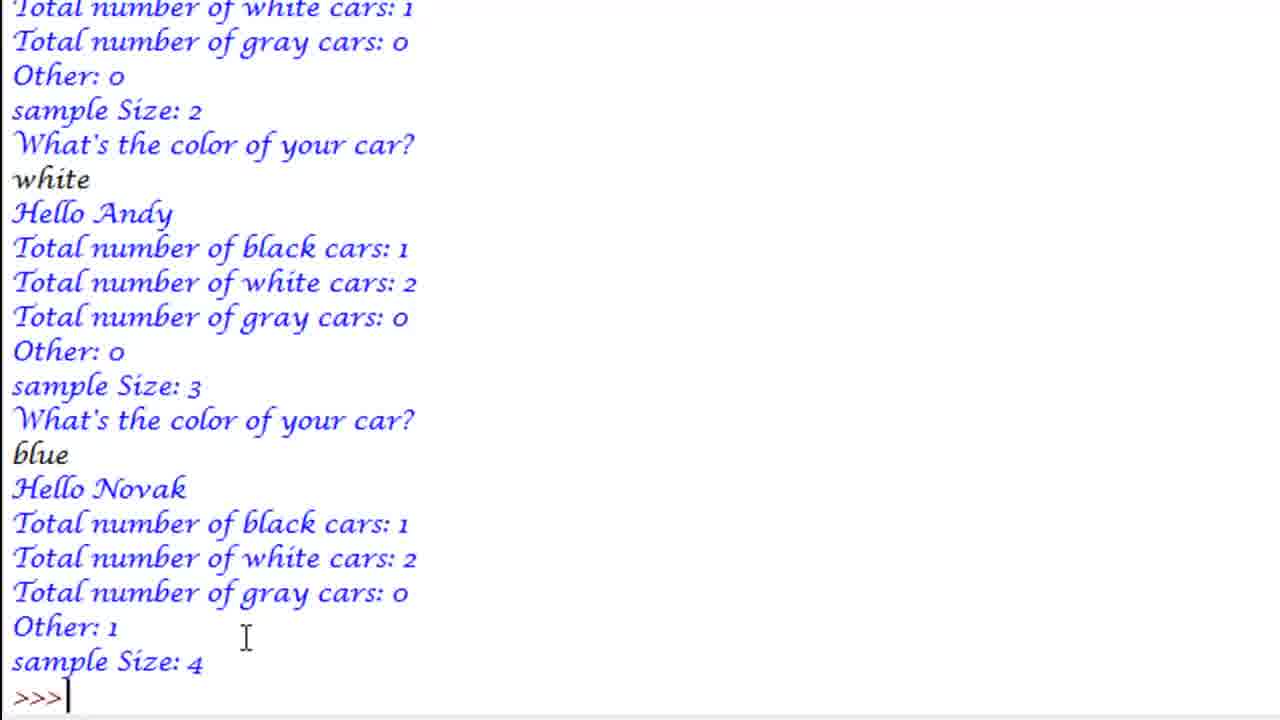 Total number of white cars: 1
Total number of gray cars: 0
Other: 0
sample Size: 2
What's the color of your car?
white
Hello Andy
Total number of black cars: 1
Total number of white cars: 2
Total number of gray cars: 0
Other: 0
sample Size: 3
What's the color of your car?
blue
Hello Novak
Total number of black cars: 1
Total number of white cars: 2
Total number of gray cars: 0
Other: 1
sample Size: 4
>>>